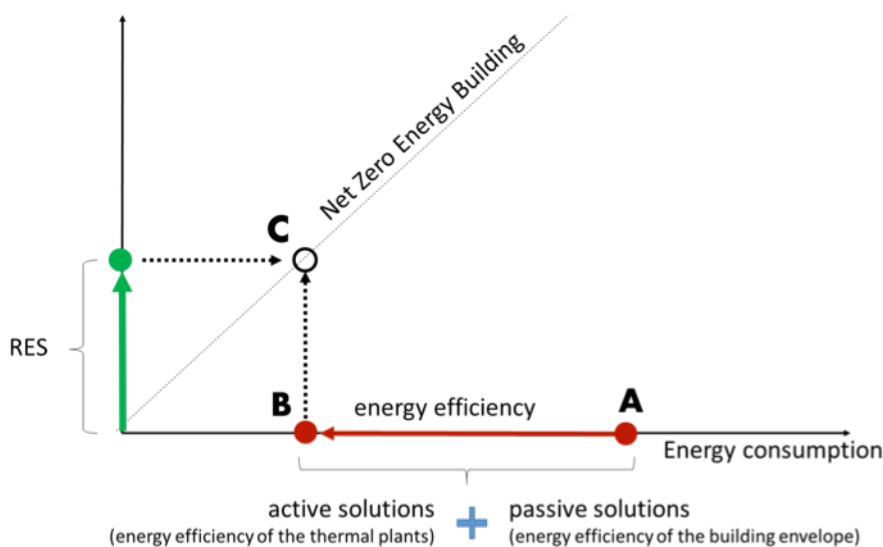 Net Zero Energy Building
C
RES
B
energy efficiency
A
Energy consumption
active solutions
(energy efficiency of the thermal plants)
+
passive solutions
(energy efficiency of the building envelope)